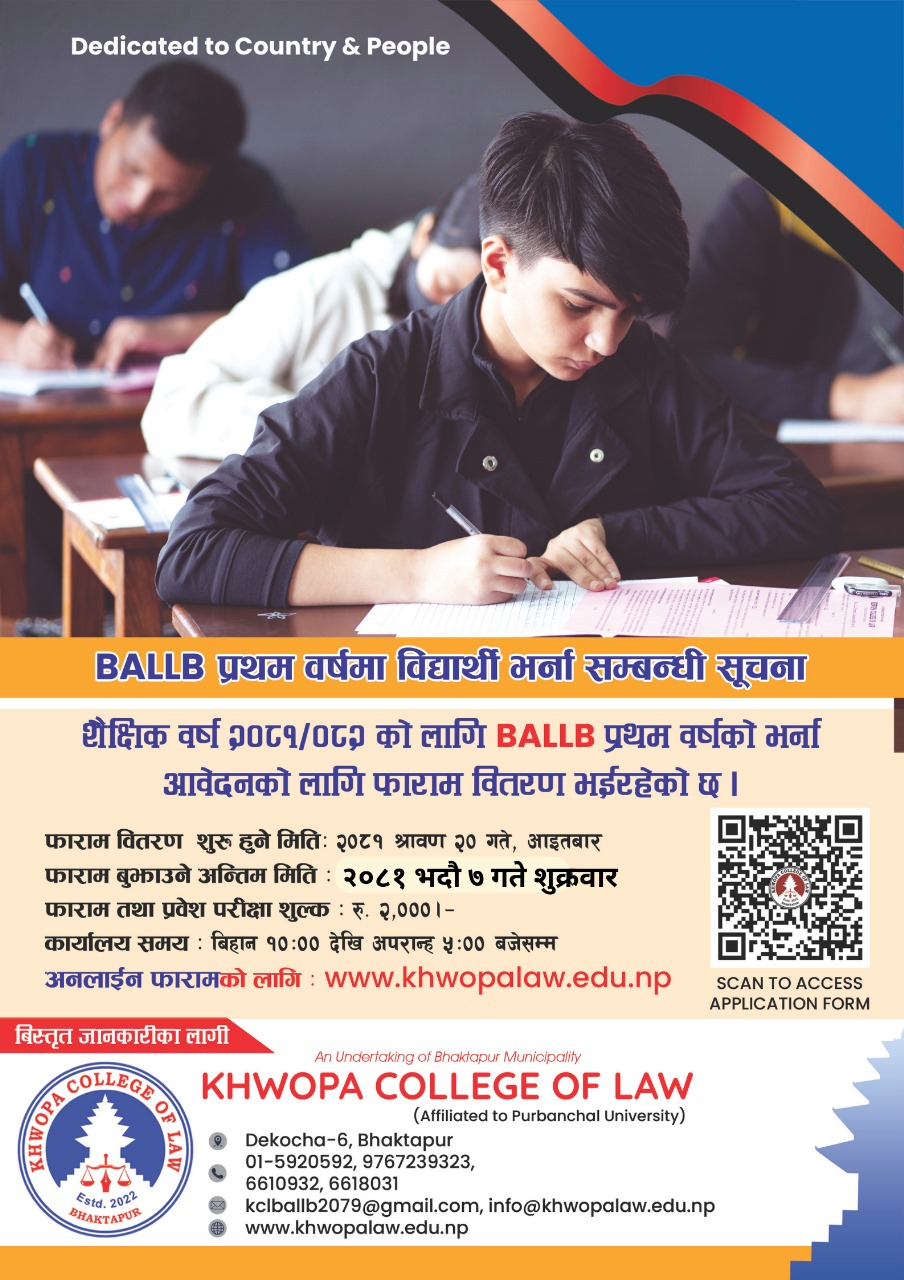 Dedicated to Country & People
BALLB प्रथम वर्षमा विद्यार्थी भर्ना सम्बन्धी सूचना
शैक्षिक वर्ष २०८१/०८२ को लागि BALLB प्रथम वर्षको भर्ना
आवेदनको लागि फाराम वितरण भईरहेको छ ।
फाराम वितरण शुरू हुने मिति: २०८१ श्रावण २० गते, आइतबार
फाराम बुझाउने अन्तिम मिति : २०८१ भदौ ७ गते शुक्रवार
फाराम तथा प्रवेश परीक्षा शुल्क : रु. २,०००।-
कार्यालय समय : बिहान १०:०० देखि अपरान्ह ५:०० बजेसम्म
अनलाईन फारामको लागि : www.khwopalaw.edu.np
SCAN TO ACCESS
APPLICATION FORM
बिस्तृत जानकारीका लागी
An Undertaking of Bhaktapur Municipality
KHWOPA COLLEGE OF LAW
(Affiliated to Purbanchal University)
KHWOPA COLLEGE OF LAW
Estd. 2022
BHAKTAPUR
Dekocha-6, Bhaktapur
01-5920592, 9767239323,
6610932, 6618031
kclballb2079@gmail.com, info@khwopalaw.edu.np
www.khwopalaw.edu.np